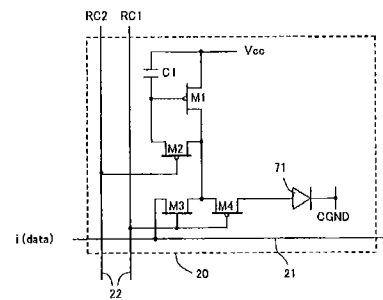 RC2 RC1
Vcc
C1
M1
M2
71
M3 M4
CGND
i(data)
20 21
22